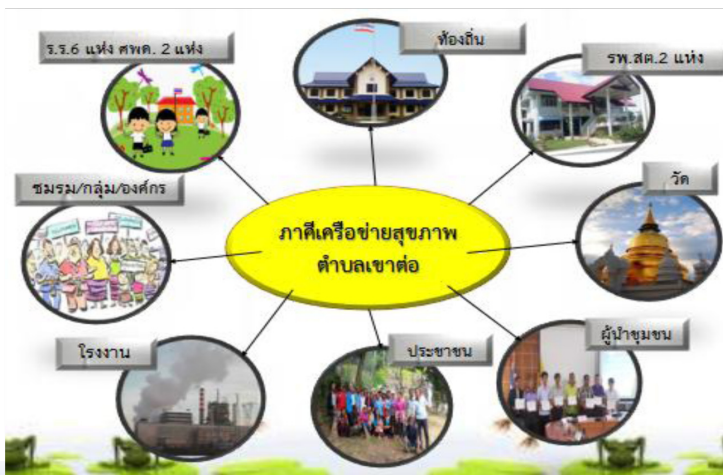 ร.ร.6 แห่ง ศพด. 2 แห่ง
ท้องถิ่น
รพ.สต.2 แห่ง
ชมรม/กลุ่ม/องค์กร
วัด
ภาคีเครือข่ายสุขภาพ
ตำบลเขาต่อ
โรงงาน
ประชาชน
ผู้นำชุมชน